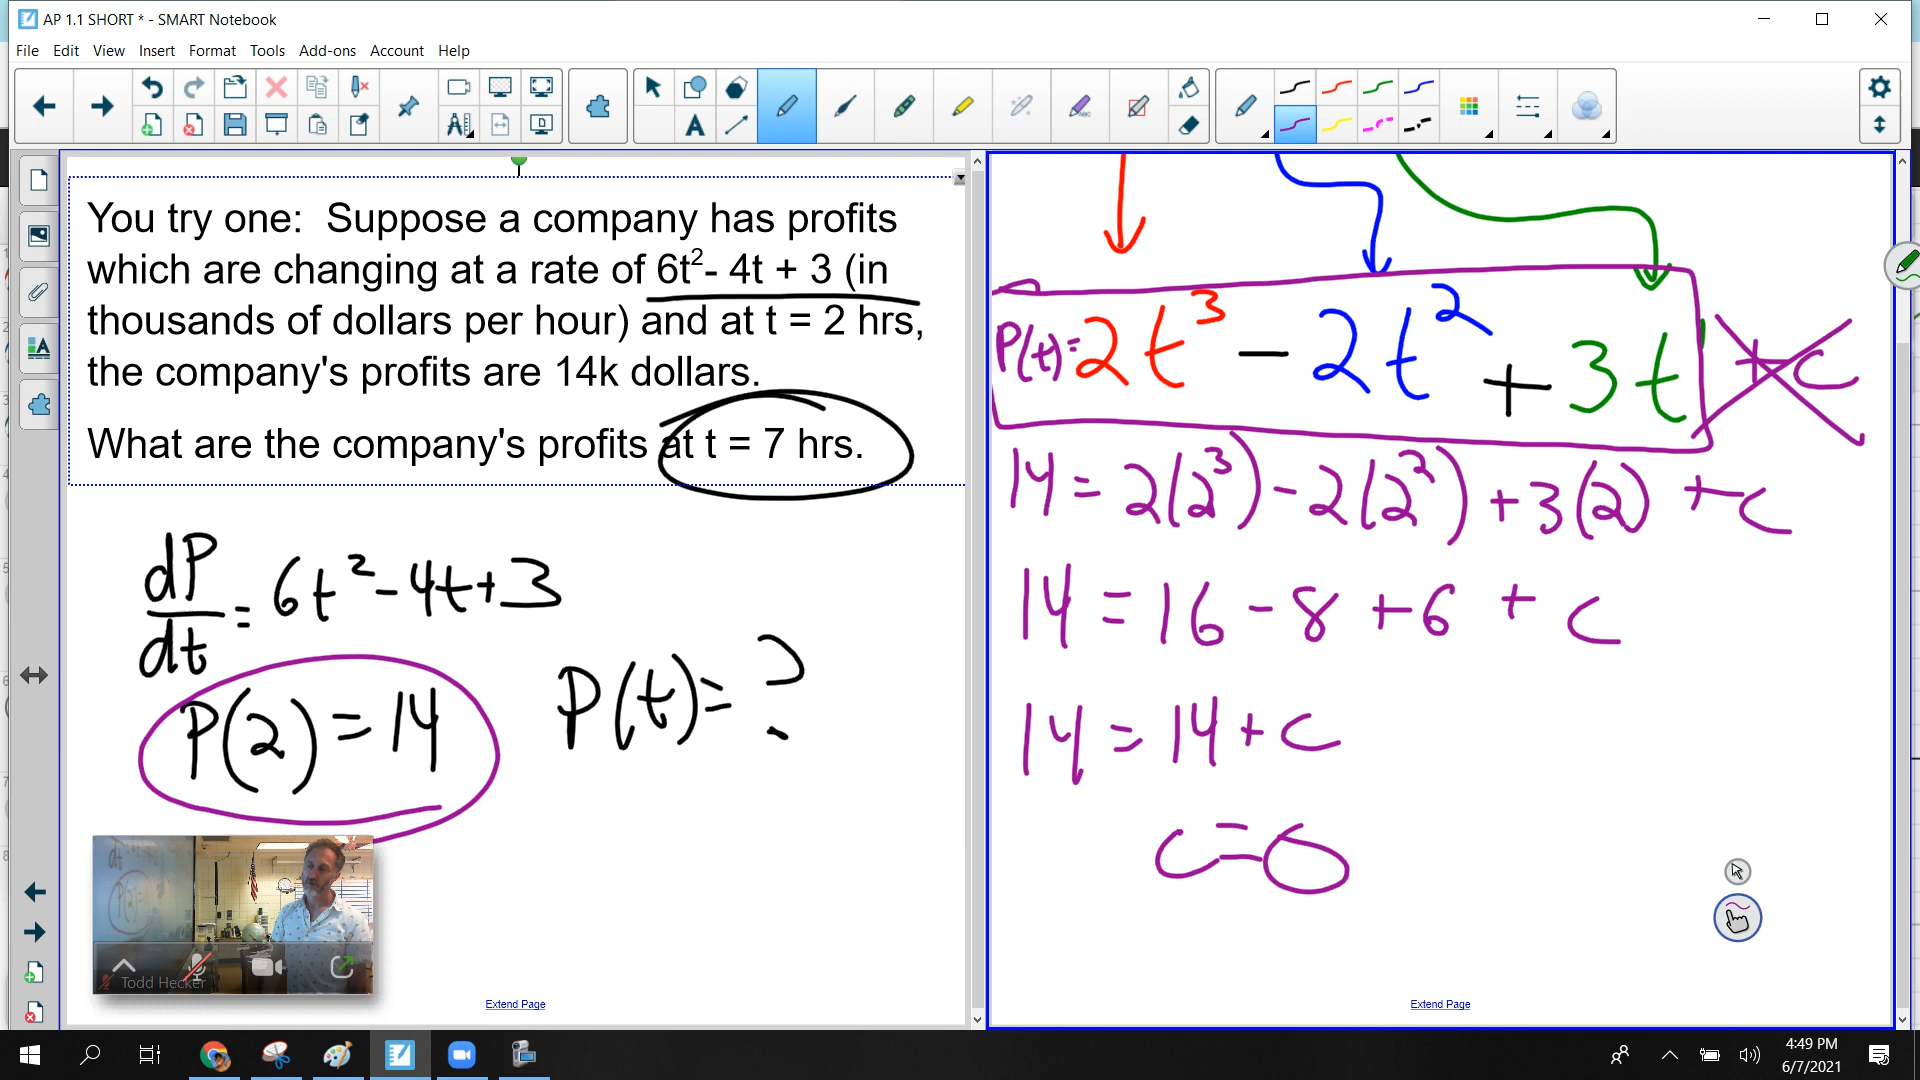 AP 1.1 SHORT * - SMART Notebook
File Edit View Insert Format Tools Add-ons Account Help
You try one: Suppose a company has profits
which are changing at a rate of 6t²- 4t + 3 (in
thousands of dollars per hour) and at t = 2 hrs,
the company's profits are 14k dollars.
What are the company's profits at t = 7 hrs.
dP/dt = 6t² - 4t + 3
P(2) = 14
P(t) = ?
Todd Hecker
Extend Page
P(t) = 2t³ - 2t² + 3t + C
14 = 2(2³) - 2(2²) + 3(2) + C
14 = 16 - 8 + 6 + C
14 = 14 + C
C = 0
Extend Page
4:49 PM
6/7/2021